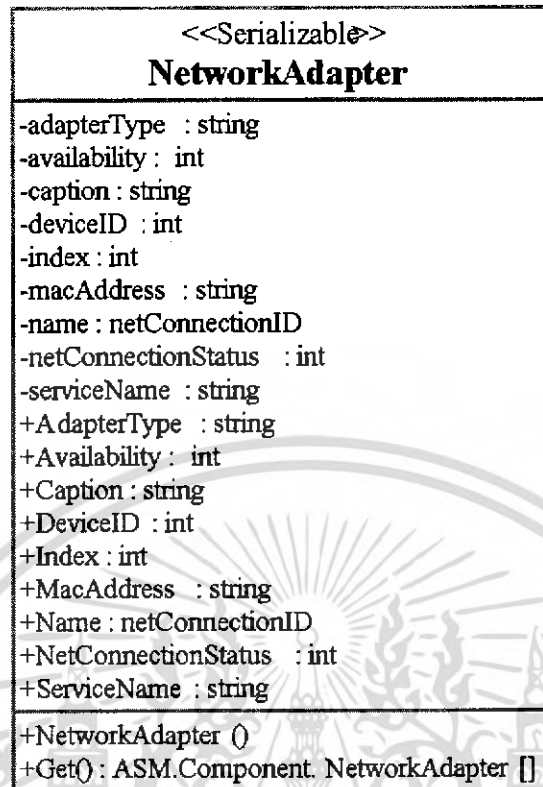 <<Serializable>>
NetworkAdapter
-adapterType : string
-availability : int
-caption : string
-deviceID : int
-index : int
-macAddress : string
-name : netConnectionID
-netConnectionStatus : int
-serviceName : string
+AdapterType : string
+Availability : int
+Caption : string
+DeviceID : int
+Index : int
+MacAddress : string
+Name : netConnectionID
+NetConnectionStatus : int
+ServiceName : string
+NetworkAdapter ()
+Get() : ASM.Component. NetworkAdapter []